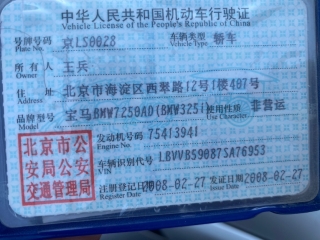 中华人民共和国机动车行驶证
Vehicle License of the People's Republic of China
号牌号码 京LS0028 车辆类型 轿车
Plate No. Vehicle Type
所有人 王兵
Owner
住址 北京市海淀区西翠路12号1楼407号
Address
品牌型号 宝马BMW7250AD(BMW325i) 使用性质 非营运
Model
北京市公安局公安交通管理局
发动机号码 75413941
Engine No.
车辆识别代号 LBVVB59087SA76953
VIN
注册登记日期 2008-02-27 发证日期 2008-02-27
Register Date Issue Date